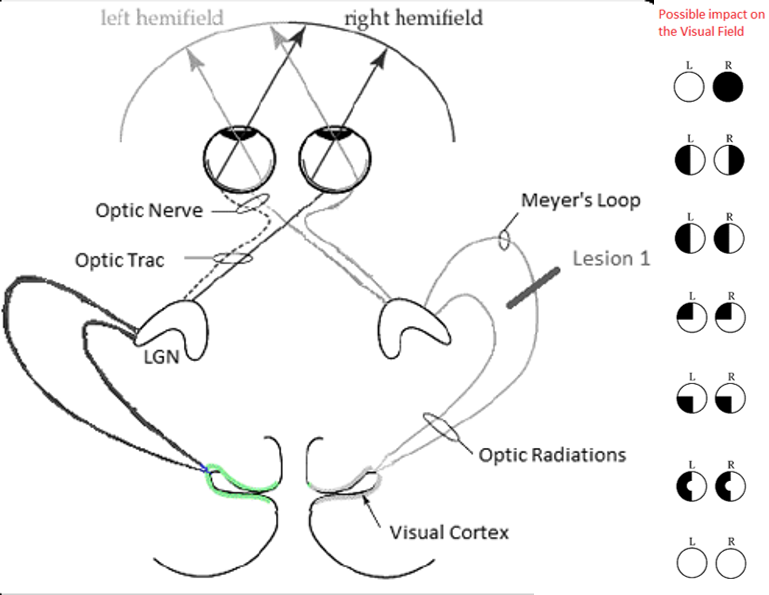 left hemifield
right hemifield
Possible impact on
the Visual Field
L R
L R
L R
L R
L R
L R
L R
Optic Nerve
Optic Trac
LGN
Meyer's Loop
Lesion 1
Optic Radiations
Visual Cortex